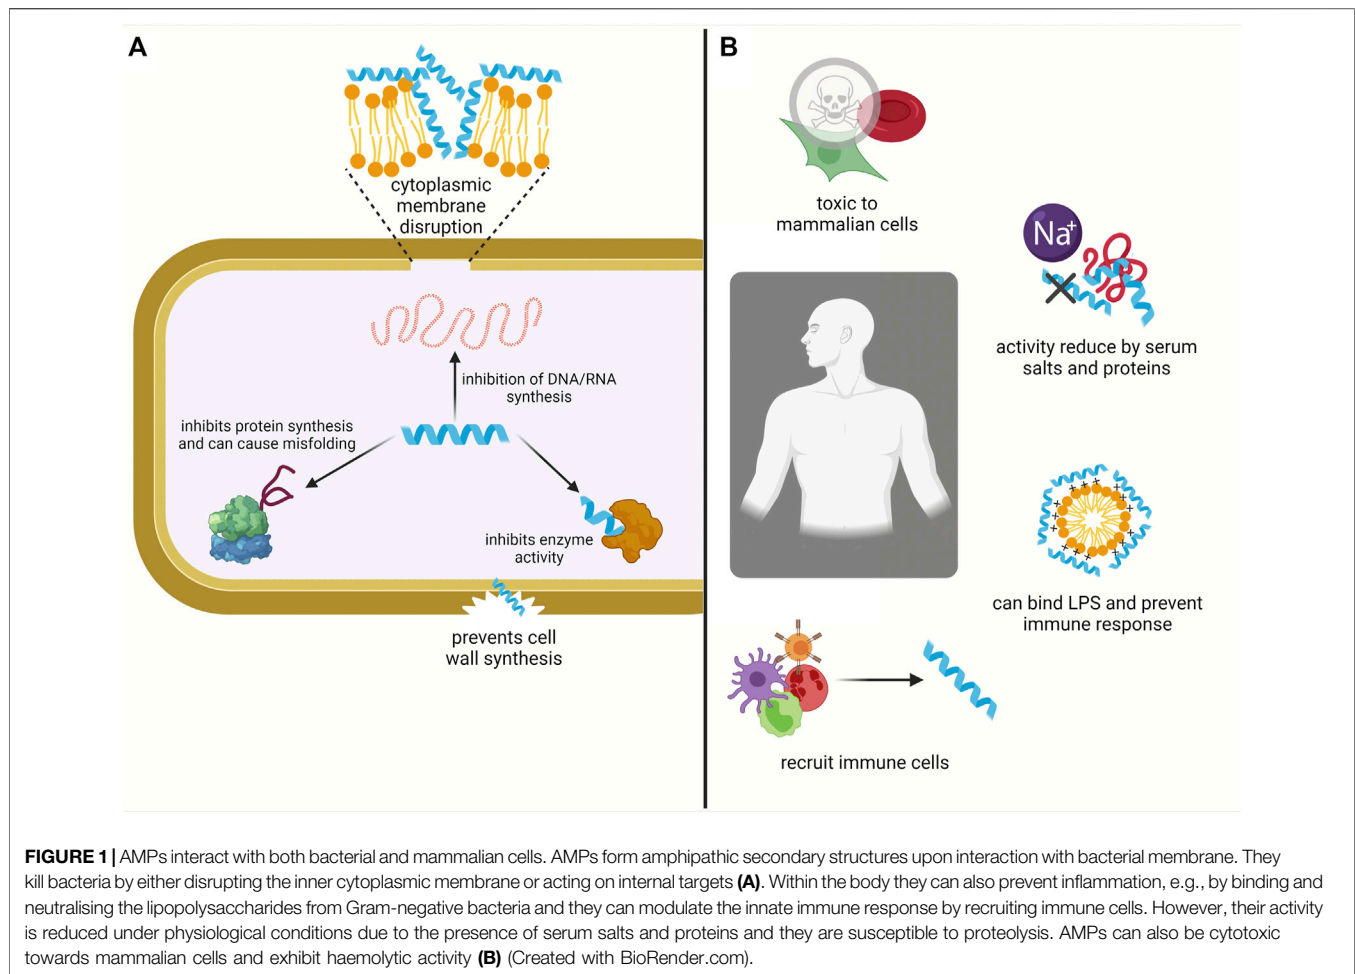 A
cytoplasmic
membrane
disruption
inhibition of DNA/RNA
synthesis
inhibits protein synthesis
and can cause misfolding
inhibits enzyme
activity
prevents cell
wall synthesis
B
toxic to
mammalian cells
Na+
activity reduce by serum
salts and proteins
can bind LPS and prevent
immune response
recruit immune cells
FIGURE 1 | AMPs interact with both bacterial and mammalian cells. AMPs form amphipathic secondary structures upon interaction with bacterial membrane. They
kill bacteria by either disrupting the inner cytoplasmic membrane or acting on internal targets (A). Within the body they can also prevent inflammation, e.g., by binding and
neutralising the lipopolysaccharides from Gram-negative bacteria and they can modulate the innate immune response by recruiting immune cells. However, their activity
is reduced under physiological conditions due to the presence of serum salts and proteins and they are susceptible to proteolysis. AMPs can also be cytotoxic
towards mammalian cells and exhibit haemolytic activity (B) (Created with BioRender.com).